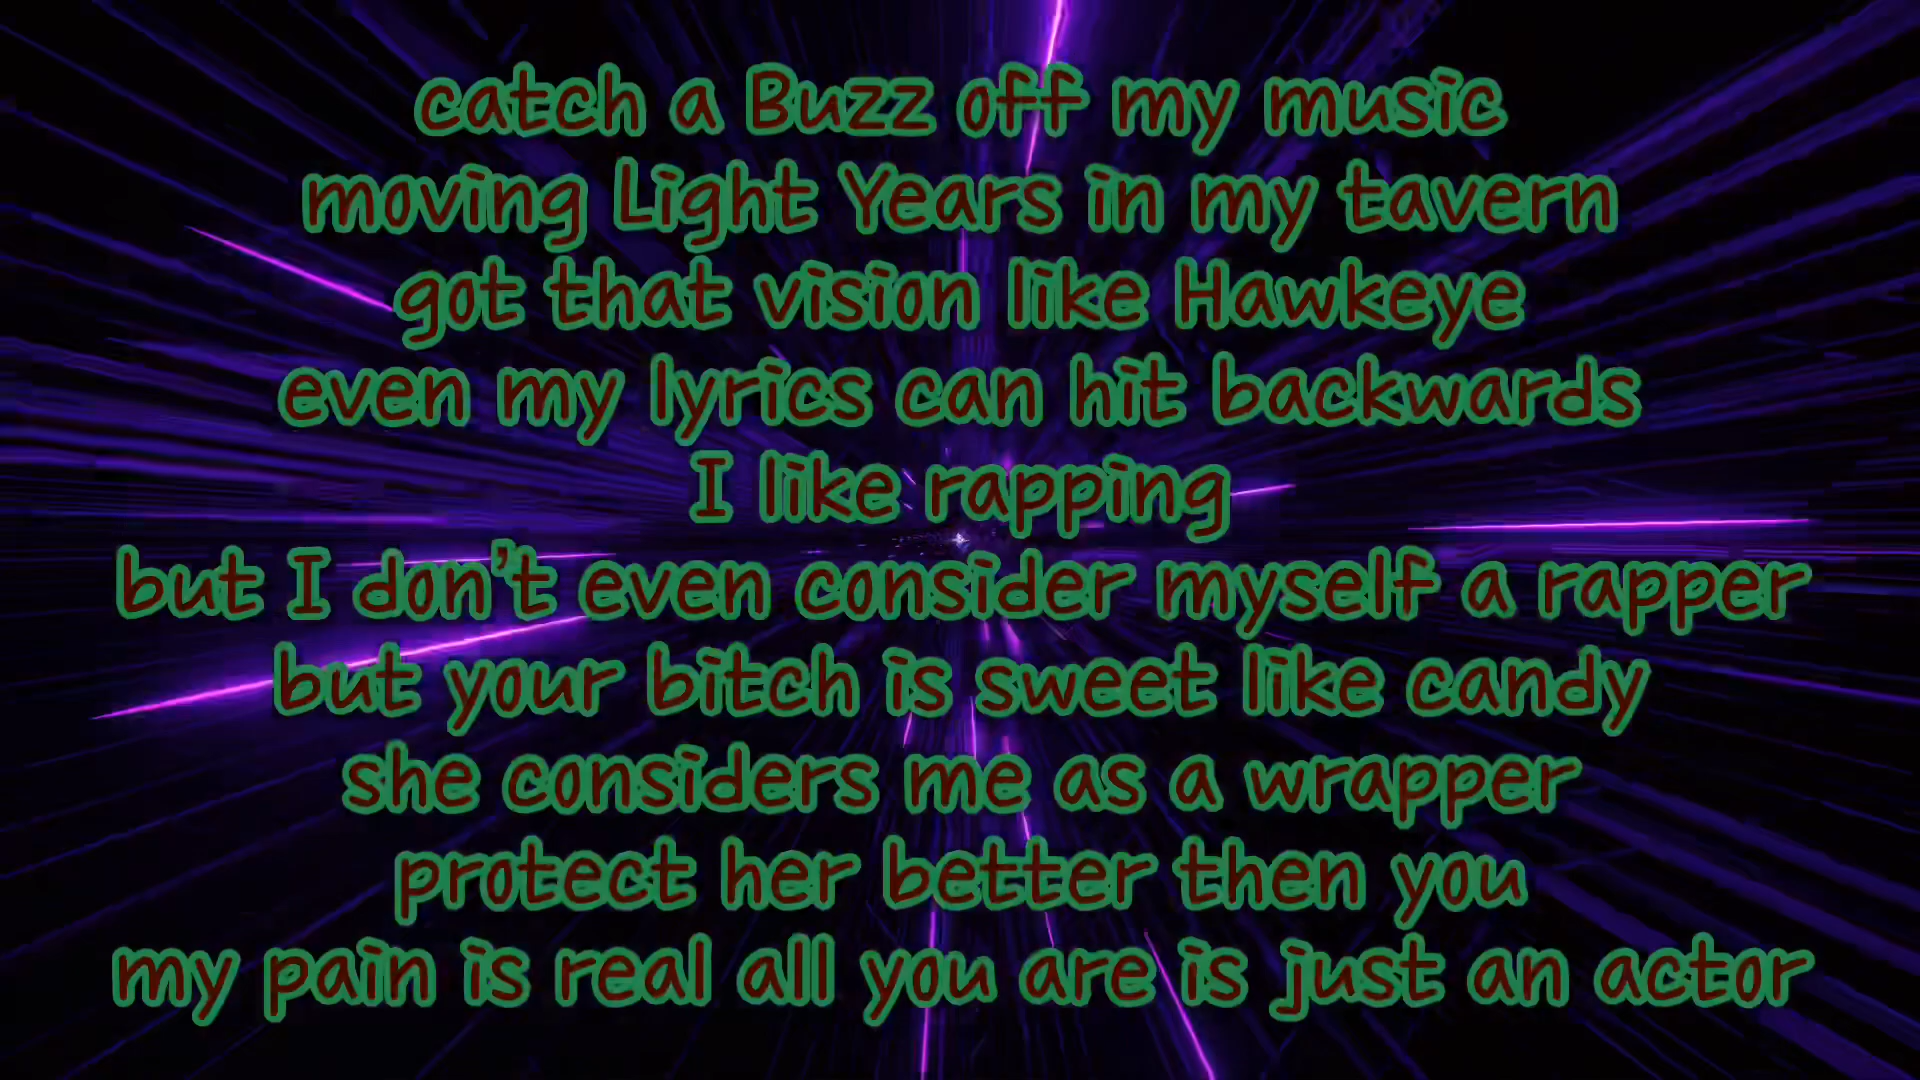 catch a Buzz off my music
moving Light Years in my tavern
got that vision like Hawkeye
even my lyrics can hit backwards
I like rapping
but I don't even consider myself a rapper
but your bitch is sweet like candy
she considers me as a wrapper
protect her better then you
my pain is real all you are is just an actor